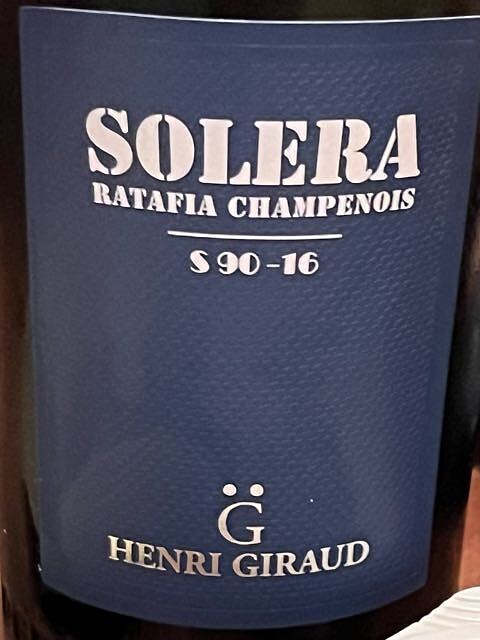 SOLERA
RATAFIA CHAMPENOIS
S 90-16
G̈
HENRI GIRAUD